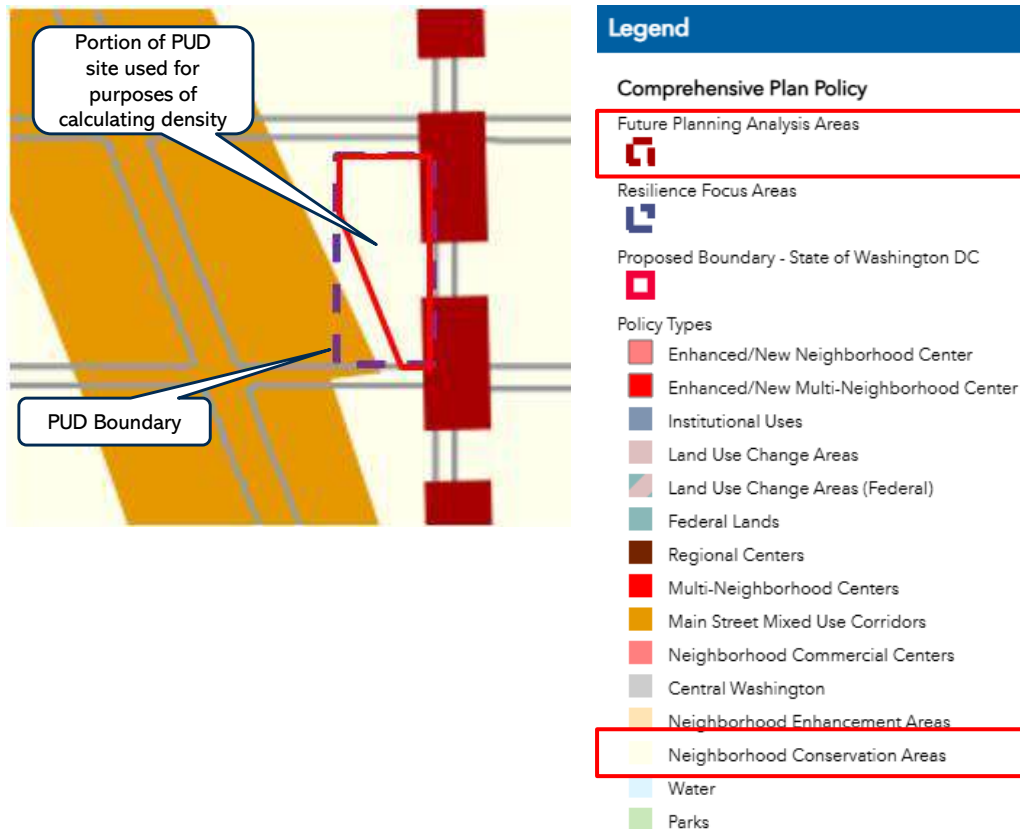 Portion of PUD
site used for
purposes of
calculating density
PUD Boundary
Legend
Comprehensive Plan Policy
Future Planning Analysis Areas
Resilience Focus Areas
Proposed Boundary - State of Washington DC
Policy Types
Enhanced/New Neighborhood Center
Enhanced/New Multi-Neighborhood Center
Institutional Uses
Land Use Change Areas
Land Use Change Areas (Federal)
Federal Lands
Regional Centers
Multi-Neighborhood Centers
Main Street Mixed Use Corridors
Neighborhood Commercial Centers
Central Washington
Neighborhood Enhancement Areas
Neighborhood Conservation Areas
Water
Parks